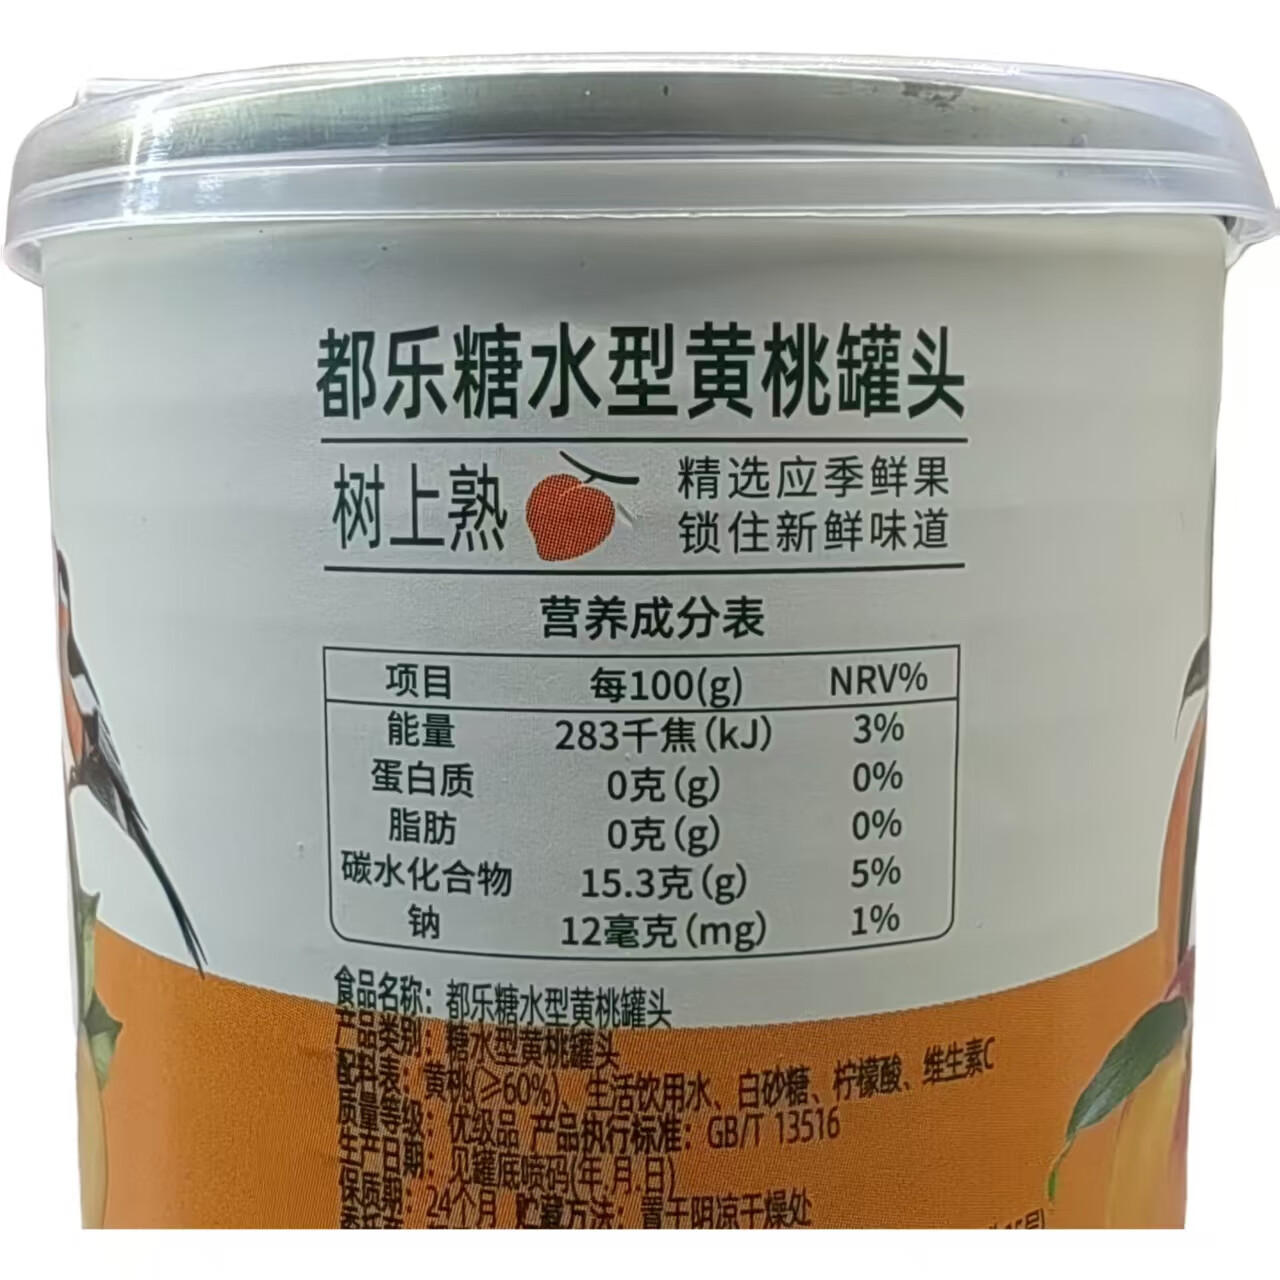 都乐糖水型黄桃罐头
树上熟
精选应季鲜果
锁住新鲜味道
营养成分表
项目 每100(g) NRV%
能量 283千焦(kJ) 3%
蛋白质 0克(g) 0%
脂肪 0克(g) 0%
碳水化合物 15.3克(g) 5%
钠 12毫克(mg) 1%
食品名称：都乐糖水型黄桃罐头
产品类别：糖水型黄桃罐头
配料表：黄桃(≥60%)、生活饮用水、白砂糖、柠檬酸、维生素C
质量等级：优级品 产品执行标准：GB/T 13516
生产日期：见罐底喷码(年.月.日)
保质期：24个月 贮藏方法：置于阴凉干燥处